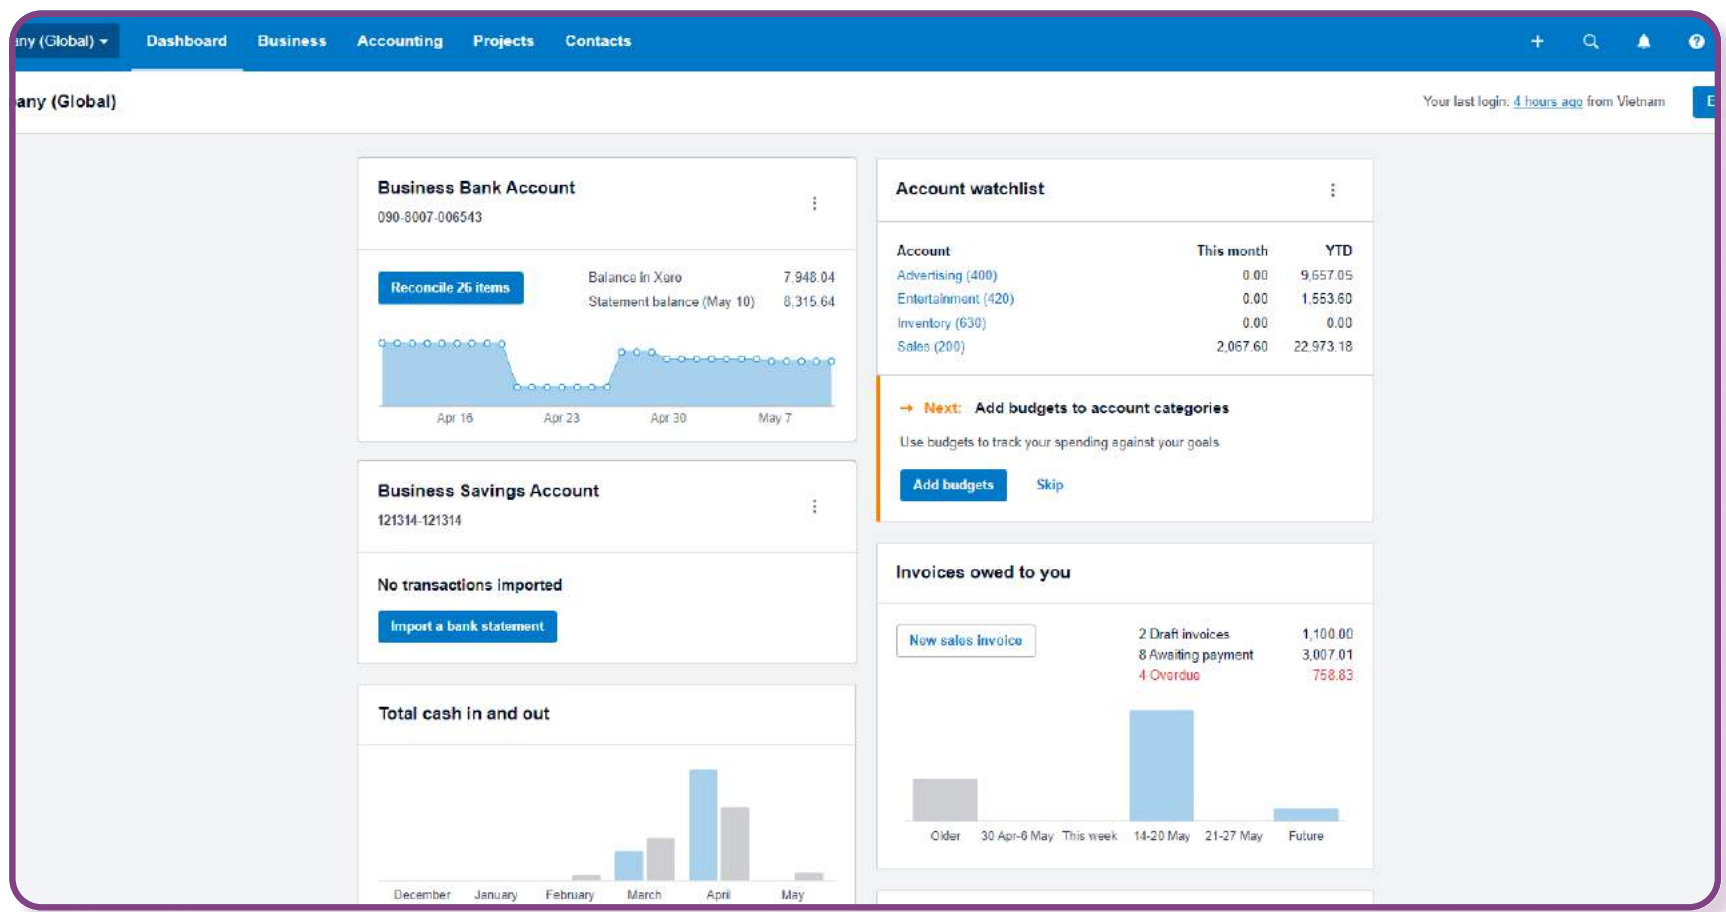 any (Global) Dashboard Business Accounting Projects Contacts
any (Global)
Your last login: 4 hours ago from Vietnam
Business Bank Account
090-8007-006543
Reconcile 26 items
Balance in Xero 7,948.04
Statement balance (May 10) 8,315.64
Apr 16 Apr 23 Apr 30 May 7
Business Savings Account
121314-121314
No transactions imported
Import a bank statement
Total cash in and out
December January February March April May
Account watchlist
Account This month YTD
Advertising (400) 0.00 9,657.05
Entertainment (420) 0.00 1,553.60
Inventory (630) 0.00 0.00
Sales (200) 2,067.60 22,973.18
→ Next: Add budgets to account categories
Use budgets to track your spending against your goals
Add budgets Skip
Invoices owed to you
New sales invoice
2 Draft invoices 1,100.00
8 Awaiting payment 3,007.01
4 Overdue 758.83
Older 30 Apr-6 May This week 14-20 May 21-27 May Future